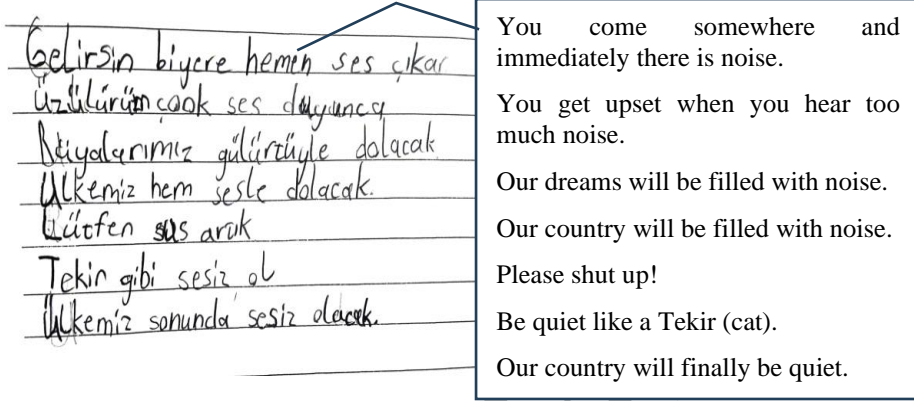 Gelirsin biyere hemen ses çıkar
Üzülürüm çook ses duyunca
Rüyalarımız gülürtüyle dolacak
Ülkemiz hem sesle dolacak.
Lütfen sus artık
Tekir gibi sesiz ol
Ülkemiz sonunda sesiz olacak.
You come somewhere and
immediately there is noise.
You get upset when you hear too
much noise.
Our dreams will be filled with noise.
Our country will be filled with noise.
Please shut up!
Be quiet like a Tekir (cat).
Our country will finally be quiet.